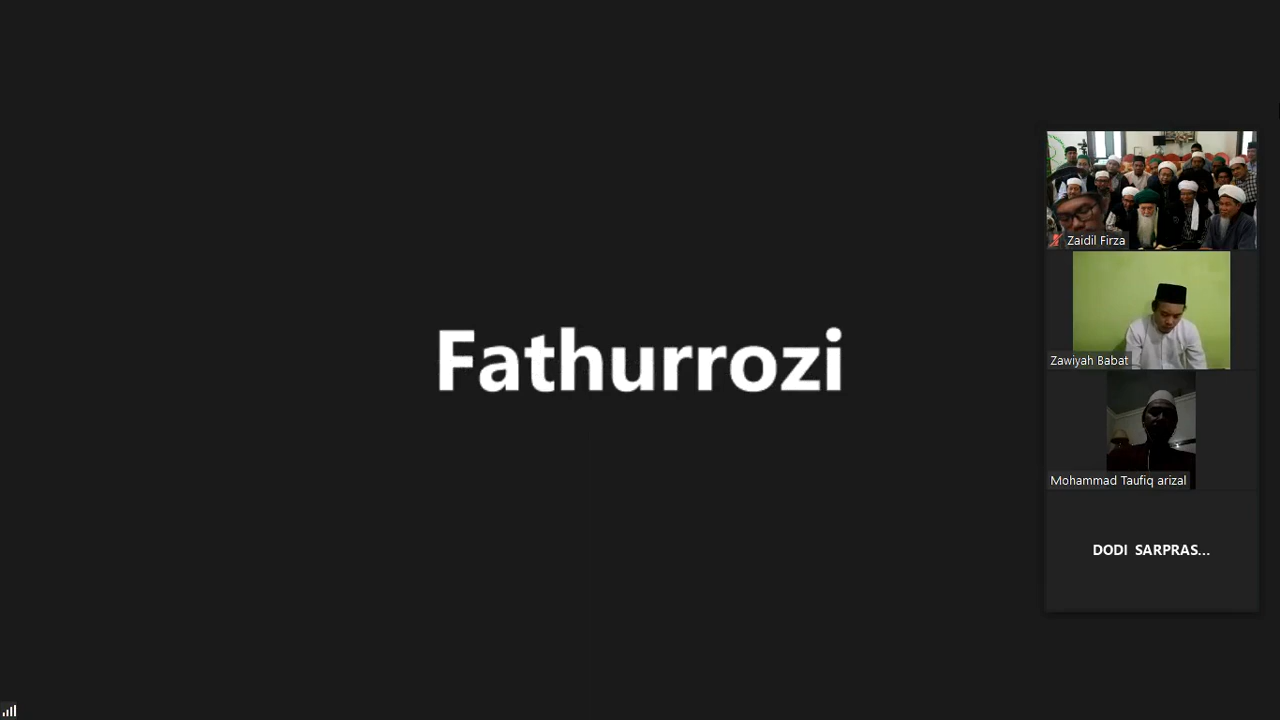 Fathurrozi
Zaidil Firza
Zawiyah Babat
Mohammad Taufiq arizal
DODI SARPRAS...